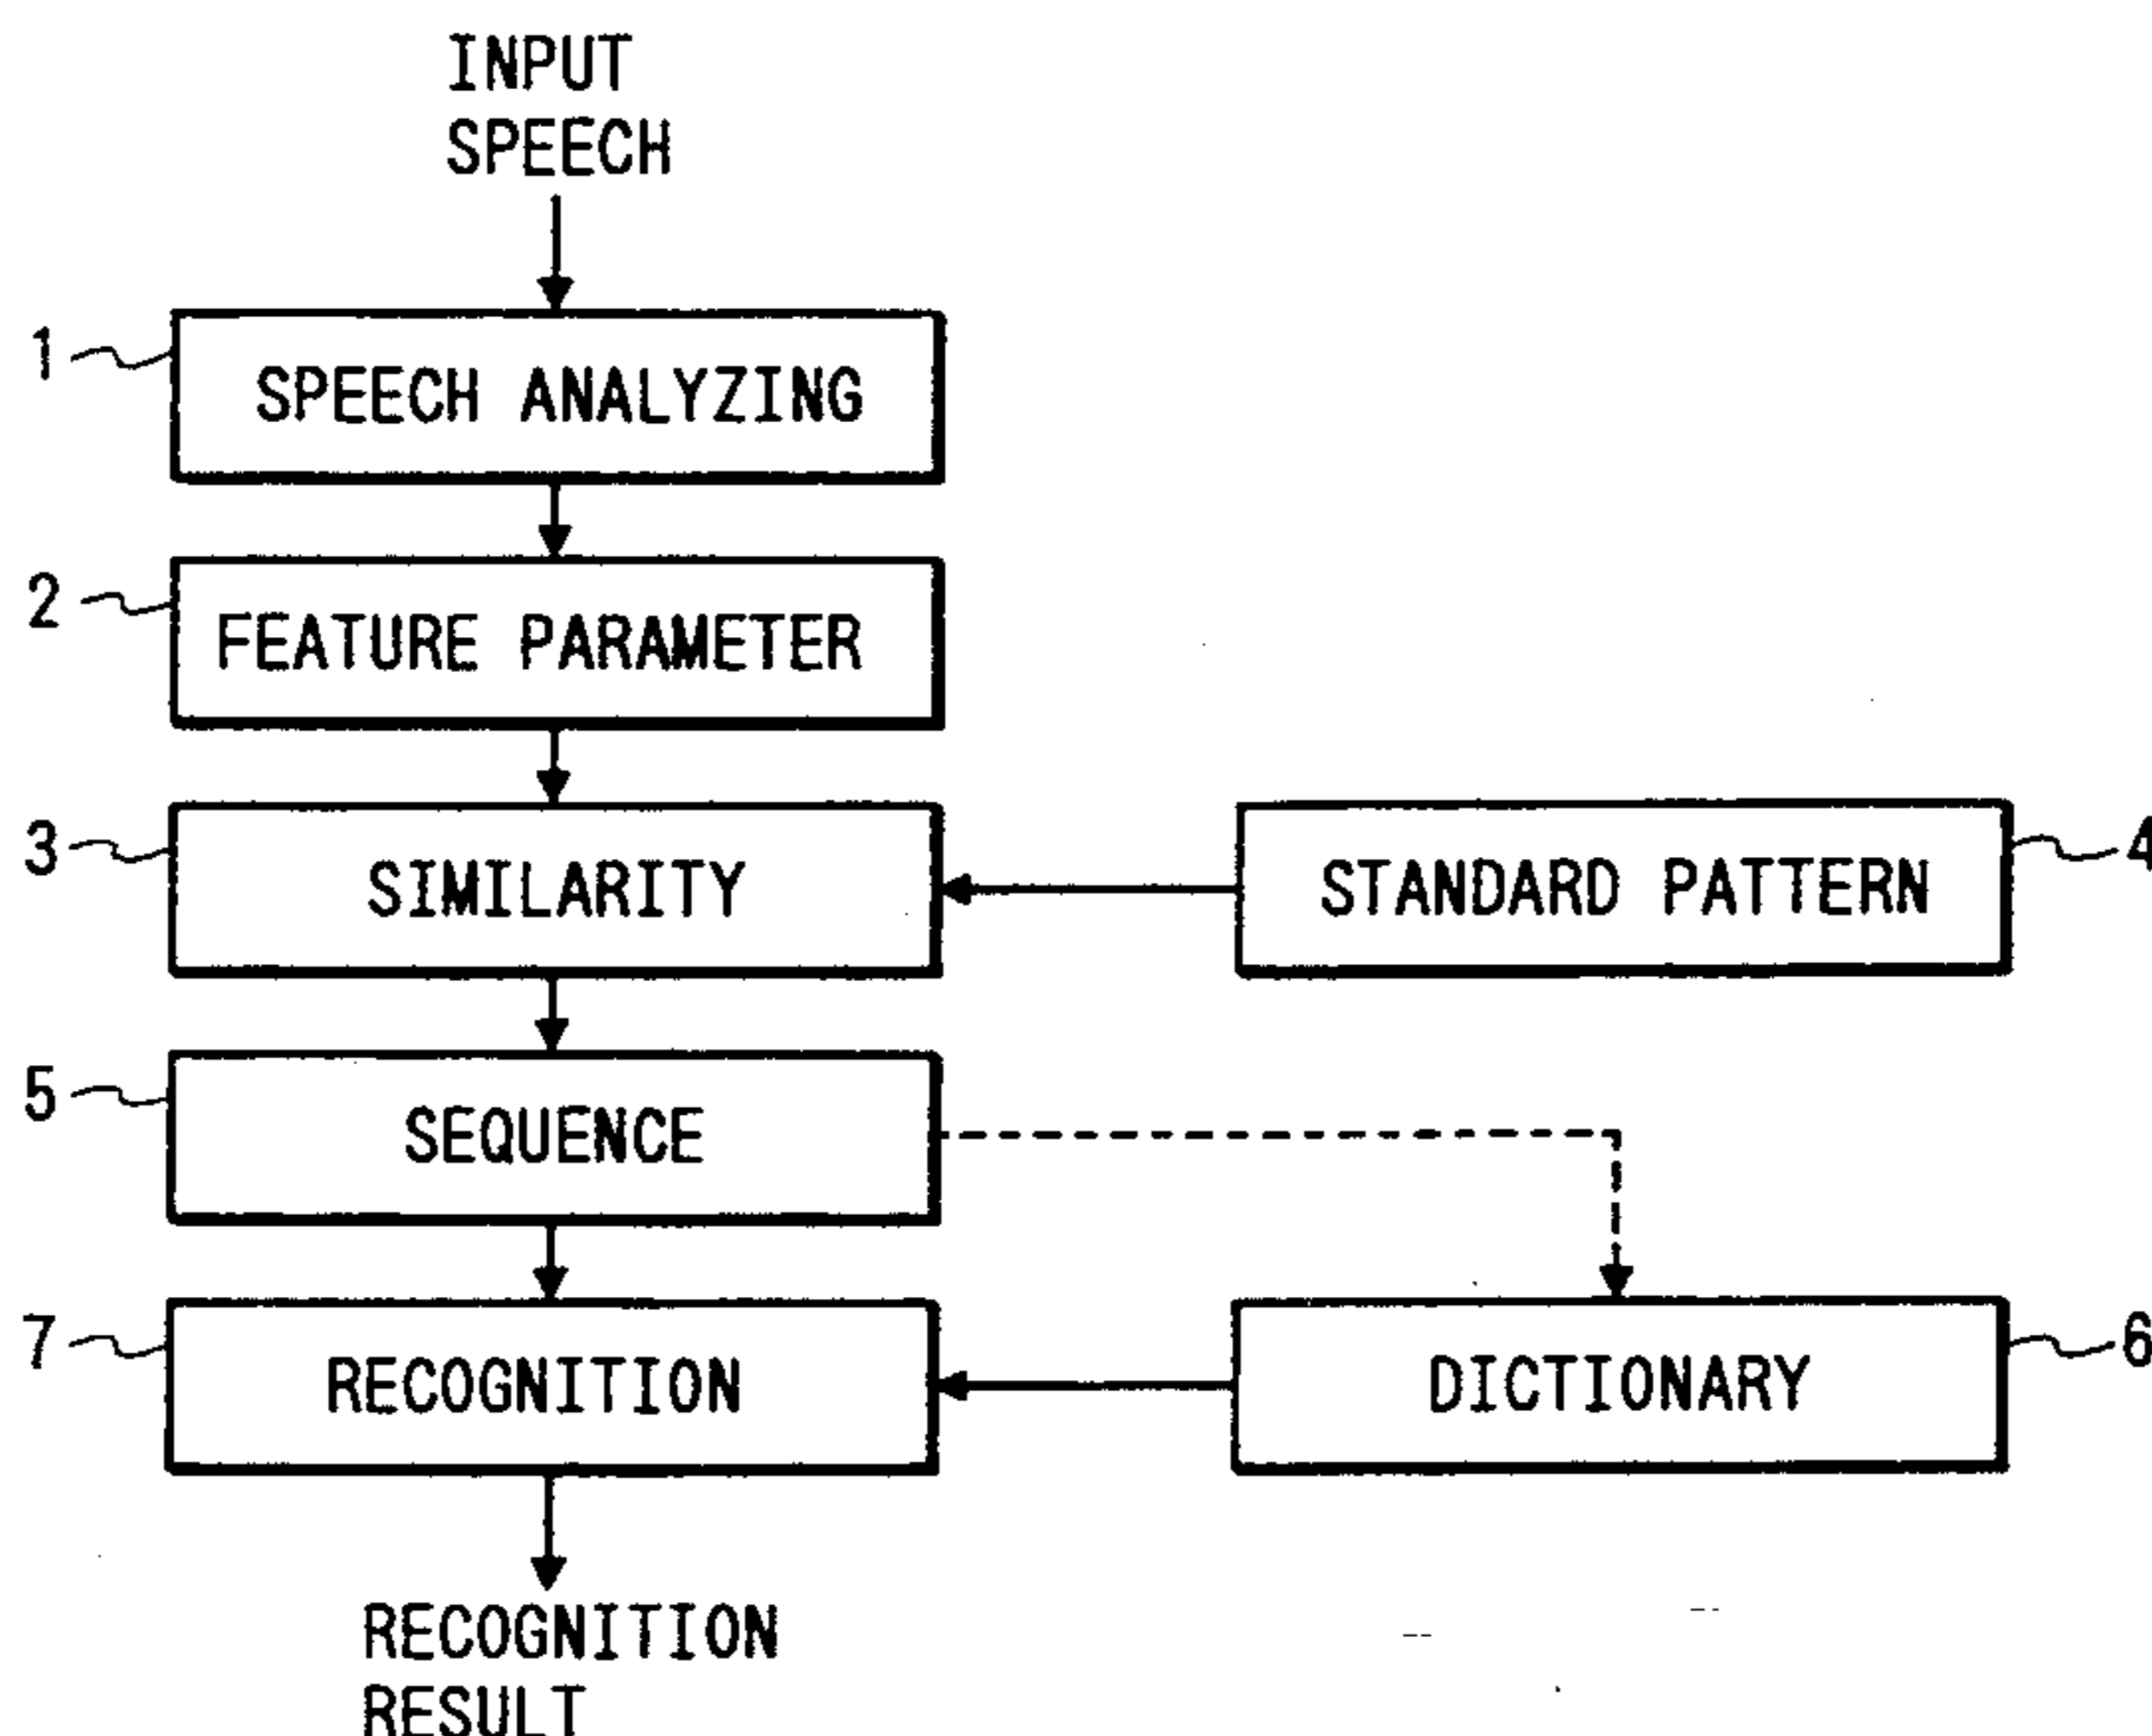 INPUT
SPEECH
1
SPEECH ANALYZING
2
FEATURE PARAMETER
3
SIMILARITY
STANDARD PATTERN
4
5
SEQUENCE
7
RECOGNITION
DICTIONARY
6
RECOGNITION
RESULT